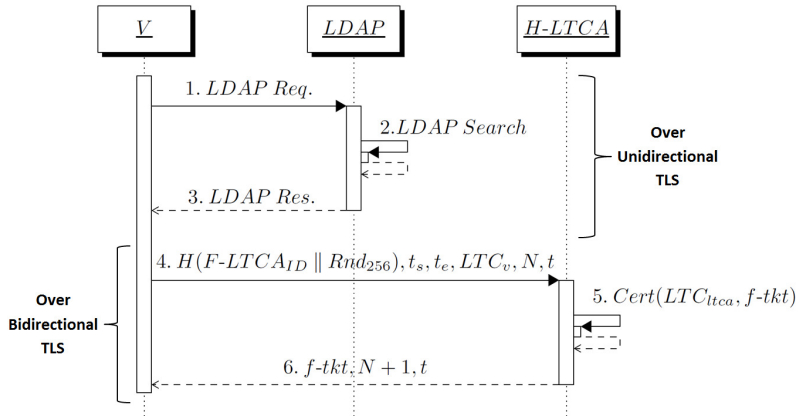 V LDAP H-LTCA
1. LDAP Req.
2.LDAP Search
Over
Unidirectional
TLS
3. LDAP Res.
4. H(F-LTCA_ID ∥ Rnd_256), t_s, t_e, LTC_v, N, t
Over
Bidirectional
TLS
5. Cert(LTC_ltca, f-tkt)
6. f-tkt, N + 1, t